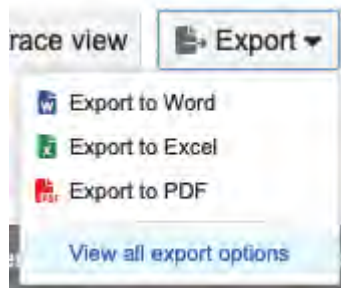 race view
Export
Export to Word
Export to Excel
Export to PDF
View all export options